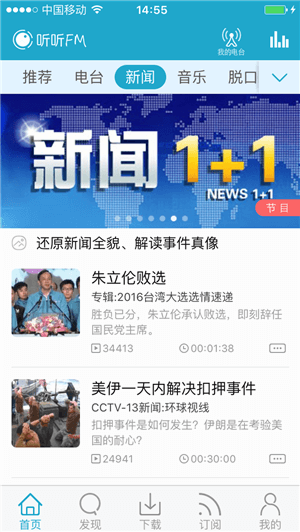 中国移动 14:55
听听FM 我的电台
推荐 电台 新闻 音乐 脱口
新闻 1+1
NEWS 1+1
节目
还原新闻全貌、解读事件真像
朱立伦败选
专辑:2016台湾大选选情速递
胜负已分，朱立伦承认败选，即刻辞任
国民党主席。
34413 00:01:38
美伊一天内解决扣押事件
CCTV-13新闻:环球视线
扣押事件是如何发生？伊朗是在考验美
国的耐心？
24941 00:30:00
首页 发现 下载 订阅 我的